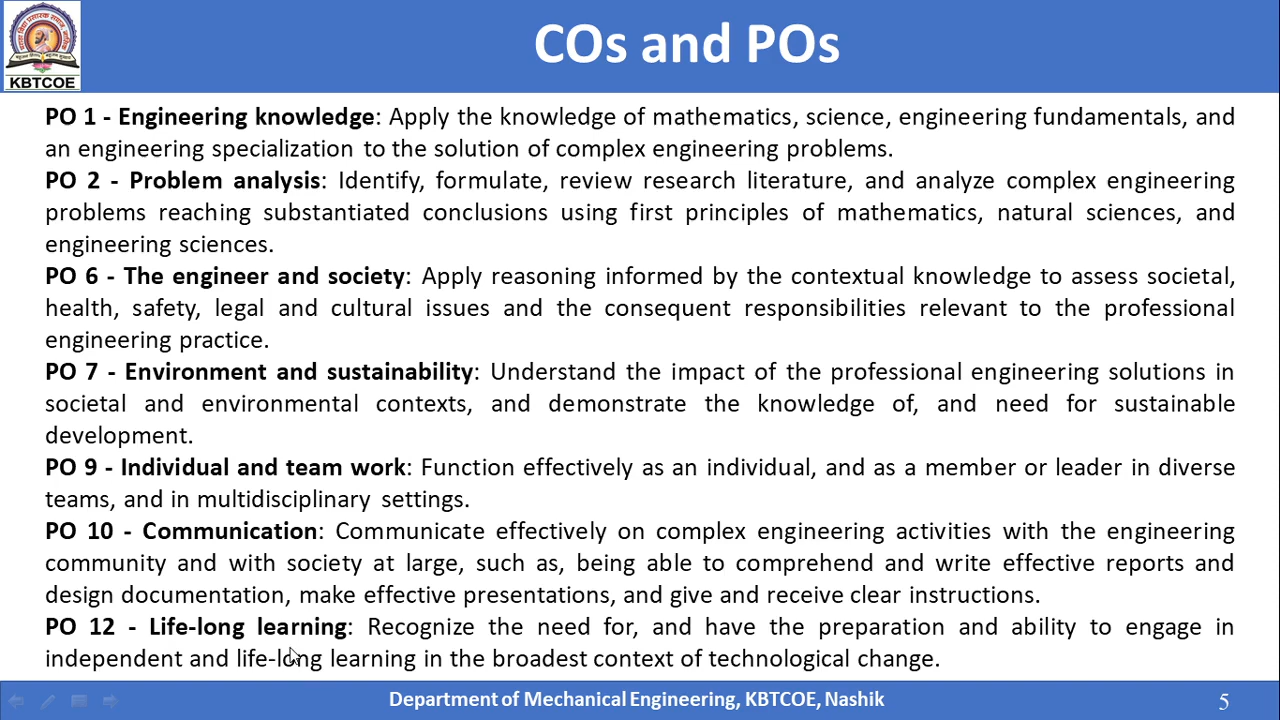 COs and POs
KBTCOE
PO 1 - Engineering knowledge: Apply the knowledge of mathematics, science, engineering fundamentals, and
an engineering specialization to the solution of complex engineering problems.
PO 2 - Problem analysis: Identify, formulate, review research literature, and analyze complex engineering
problems reaching substantiated conclusions using first principles of mathematics, natural sciences, and
engineering sciences.
PO 6 - The engineer and society: Apply reasoning informed by the contextual knowledge to assess societal,
health, safety, legal and cultural issues and the consequent responsibilities relevant to the professional
engineering practice.
PO 7 - Environment and sustainability: Understand the impact of the professional engineering solutions in
societal and environmental contexts, and demonstrate the knowledge of, and need for sustainable
development.
PO 9 - Individual and team work: Function effectively as an individual, and as a member or leader in diverse
teams, and in multidisciplinary settings.
PO 10 - Communication: Communicate effectively on complex engineering activities with the engineering
community and with society at large, such as, being able to comprehend and write effective reports and
design documentation, make effective presentations, and give and receive clear instructions.
PO 12 - Life-long learning: Recognize the need for, and have the preparation and ability to engage in
independent and life-long learning in the broadest context of technological change.
Department of Mechanical Engineering, KBTCOE, Nashik
5